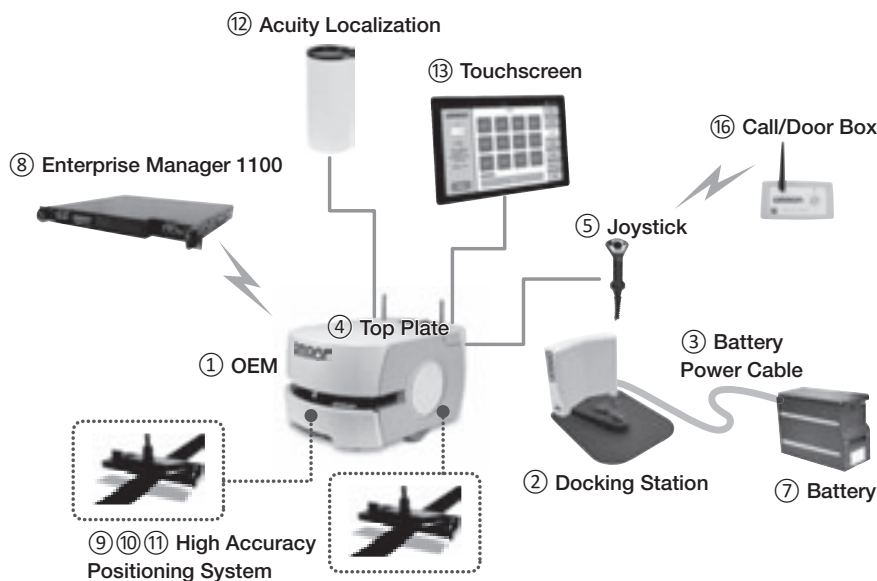 ⑫ Acuity Localization
⑬ Touchscreen
⑯ Call/Door Box
⑧ Enterprise Manager 1100
⑤ Joystick
④ Top Plate
③ Battery
Power Cable
① OEM
② Docking Station
⑦ Battery
⑨⑩⑪ High Accuracy
Positioning System